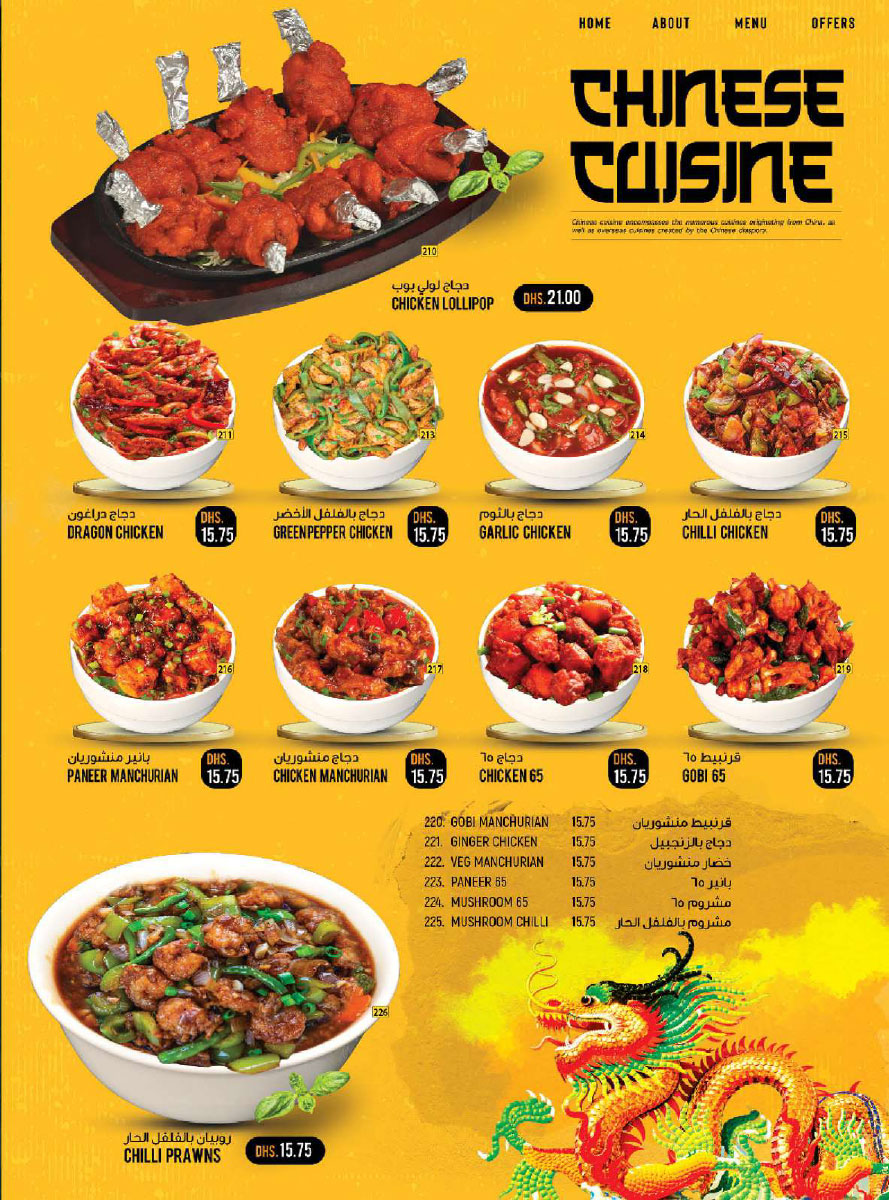 HOME ABOUT MENU OFFERS
CHINESE
CUISINE
Chinese cuisine encompasses the numerous cuisines originating from China, as
well as overseas cuisines created by the Chinese diaspora.
210
دجاج لولي بوب
CHICKEN LOLLIPOP
DHS. 21.00
211
213
214
215
دجاج دراغون
DRAGON CHICKEN
DHS.
15.75
دجاج بالفلفل الأخضر
GREENPEPPER CHICKEN
DHS.
15.75
دجاج بالثوم
GARLIC CHICKEN
DHS.
15.75
دجاج بالفلفل الحار
CHILLI CHICKEN
DHS.
15.75
216
217
218
219
بانير منشوريان
PANEER MANCHURIAN
DHS.
15.75
دجاج منشوريان
CHICKEN MANCHURIAN
DHS.
15.75
دجاج ٦٥
CHICKEN 65
DHS.
15.75
قرنبيط ٦٥
GOBI 65
DHS.
15.75
220. GOBI MANCHURIAN 15.75 قرنبيط منشوريان
221. GINGER CHICKEN 15.75 دجاج بالزنجبيل
222. VEG MANCHURIAN 15.75 خضار منشوريان
223. PANEER 65 15.75 بانير ٦٥
224. MUSHROOM 65 15.75 مشروم ٦٥
225. MUSHROOM CHILLI 15.75 مشروم بالفلفل الحار
226
روبيان بالفلفل الحار
CHILLI PRAWNS
DHS. 15.75